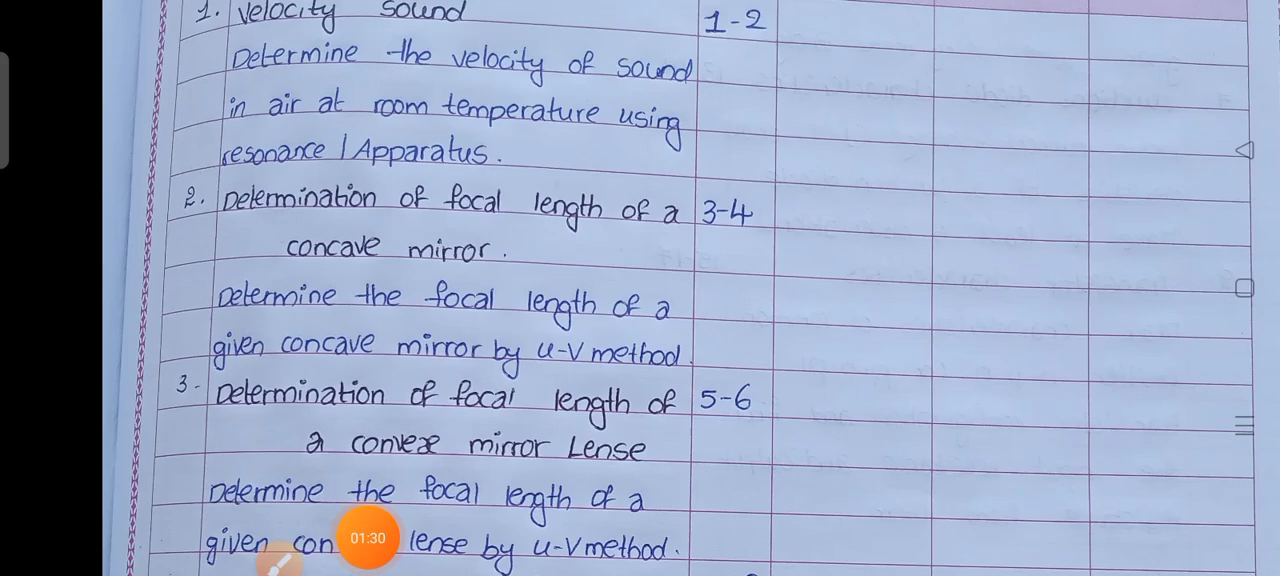 1. Velocity Sound 1-2
Determine the velocity of sound
in air at room temperature using
resonance / Apparatus.
2. Determination of focal length of a 3-4
concave mirror.
Determine the focal length of a
given concave mirror by u-V method.
3- Determination of focal length of 5-6
a convex mirror Lense
Determine the focal length of a
given con 01:30 lense by u-V method.